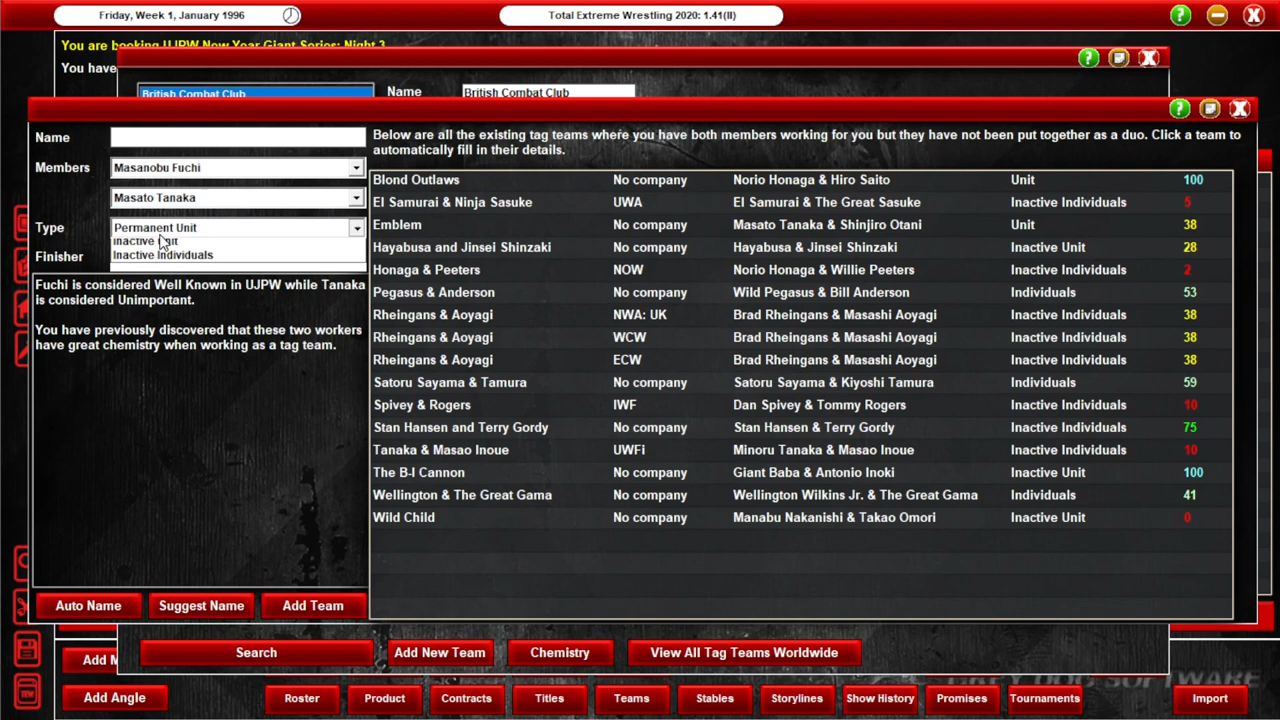 Friday, Week 1, January 1996
Total Extreme Wrestling 2020: 1.41(II)
You are booking UJPW New Year Giant Series: Night 3
You have
British Combat Club
Name
British Combat Club
Name
Members
Masanobu Fuchi
Masato Tanaka
Type
Permanent Unit
Inactive Unit
Inactive Individuals
Finisher
Fuchi is considered Well Known in UJPW while Tanaka
is considered Unimportant.
You have previously discovered that these two workers
have great chemistry when working as a tag team.
Auto Name
Suggest Name
Add Team
Below are all the existing tag teams where you have both members working for you but they have not been put together as a duo. Click a team to
automatically fill in their details.
Blond Outlaws No company Norio Honaga & Hiro Saito Unit 100
El Samurai & Ninja Sasuke UWA El Samurai & The Great Sasuke Inactive Individuals 5
Emblem No company Masato Tanaka & Shinjiro Otani Unit 38
Hayabusa and Jinsei Shinzaki No company Hayabusa & Jinsei Shinzaki Inactive Unit 28
Honaga & Peeters NOW Norio Honaga & Willie Peeters Inactive Individuals 2
Pegasus & Anderson No company Wild Pegasus & Bill Anderson Individuals 53
Rheingans & Aoyagi NWA: UK Brad Rheingans & Masashi Aoyagi Inactive Individuals 38
Rheingans & Aoyagi WCW Brad Rheingans & Masashi Aoyagi Inactive Individuals 38
Rheingans & Aoyagi ECW Brad Rheingans & Masashi Aoyagi Inactive Individuals 38
Satoru Sayama & Tamura No company Satoru Sayama & Kiyoshi Tamura Individuals 59
Spivey & Rogers IWF Dan Spivey & Tommy Rogers Inactive Individuals 10
Stan Hansen and Terry Gordy No company Stan Hansen & Terry Gordy Inactive Individuals 75
Tanaka & Masao Inoue UWFi Minoru Tanaka & Masao Inoue Inactive Individuals 10
The B-I Cannon No company Giant Baba & Antonio Inoki Inactive Unit 100
Wellington & The Great Gama No company Wellington Wilkins Jr. & The Great Gama Individuals 41
Wild Child No company Manabu Nakanishi & Takao Omori Inactive Unit 0
Search
Add New Team
Chemistry
View All Tag Teams Worldwide
Add M
Add Angle
Roster
Product
Contracts
Titles
Teams
Stables
Storylines
Show History
Promises
Tournaments
Import
GREY DOG SOFTWARE